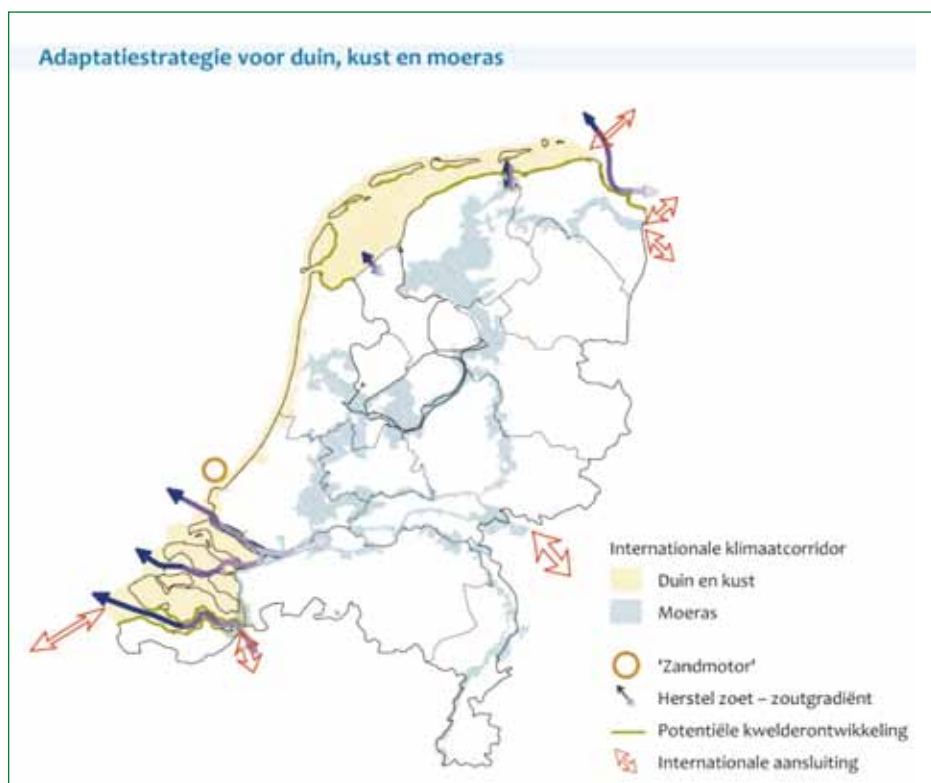 Adaptatiestrategie voor duin, kust en moeras
Internationale klimaatcorridor
Duin en kust
Moeras
'Zandmotor'
Herstel zoet – zoutgradiënt
Potentiële kwelderontwikkeling
Internationale aansluiting